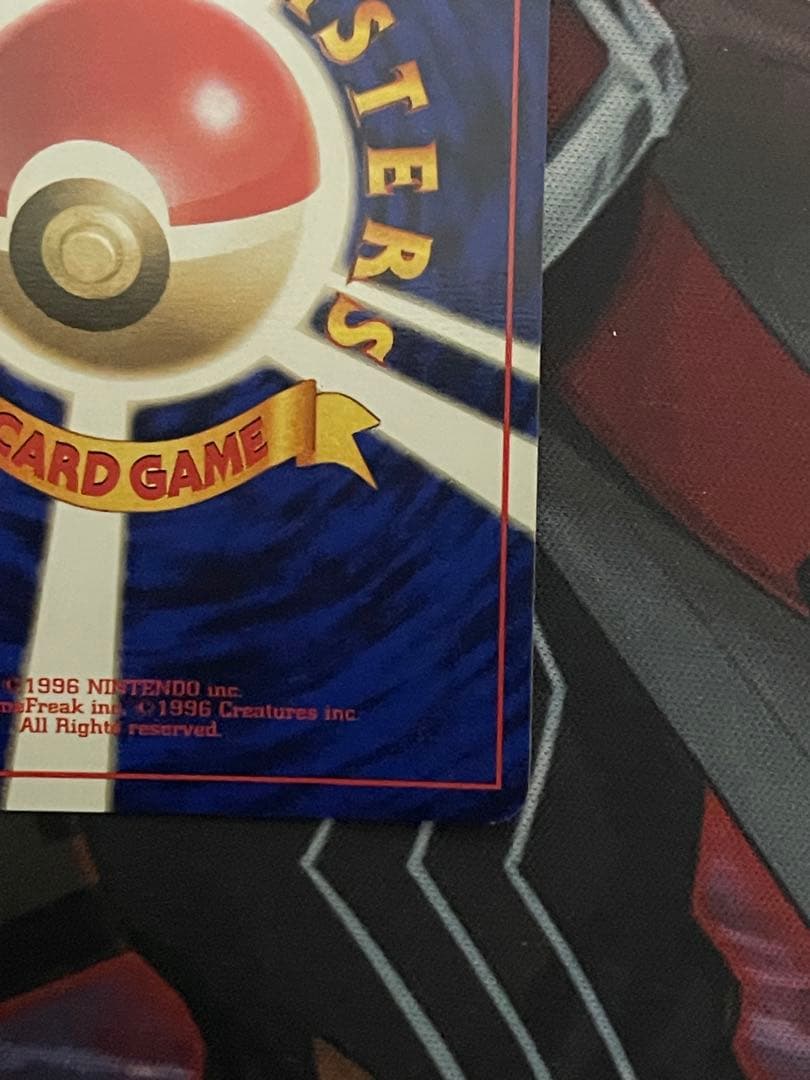 STERS
CARD GAME
©1996 NINTENDO inc.
meFreak inc. ©1996 Creatures inc.
All Rights reserved.